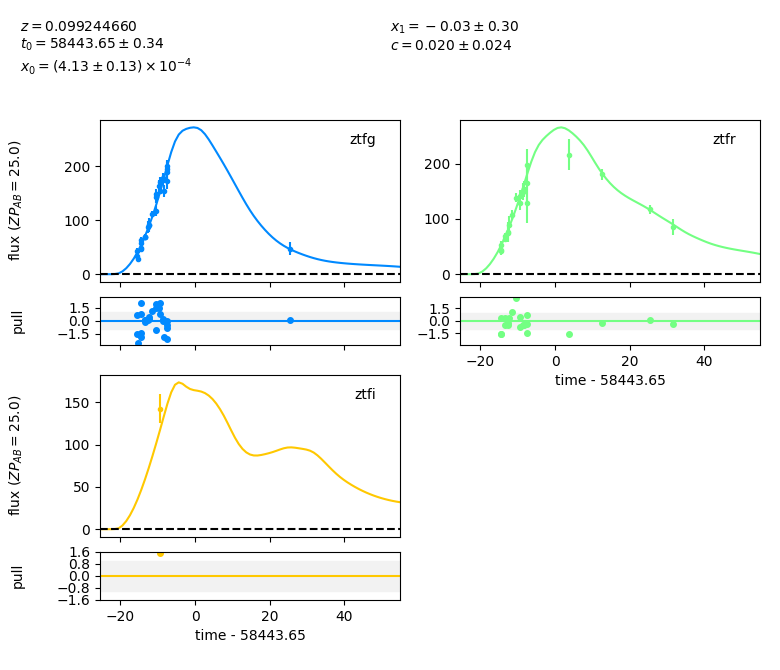 z = 0.099244660
t₀ = 58443.65 ± 0.34
x₀ = (4.13 ± 0.13) × 10⁻⁴
x₁ = −0.03 ± 0.30
c = 0.020 ± 0.024
ztfg
flux (ZP_AB = 25.0)
200
100
0
pull
1.5
0.0
−1.5
ztfr
200
100
0
1.5
0.0
−1.5
−20 0 20 40
time - 58443.65
ztfi
flux (ZP_AB = 25.0)
150
100
50
0
pull
1.6
0.8
0.0
−0.8
−1.6
−20 0 20 40
time - 58443.65